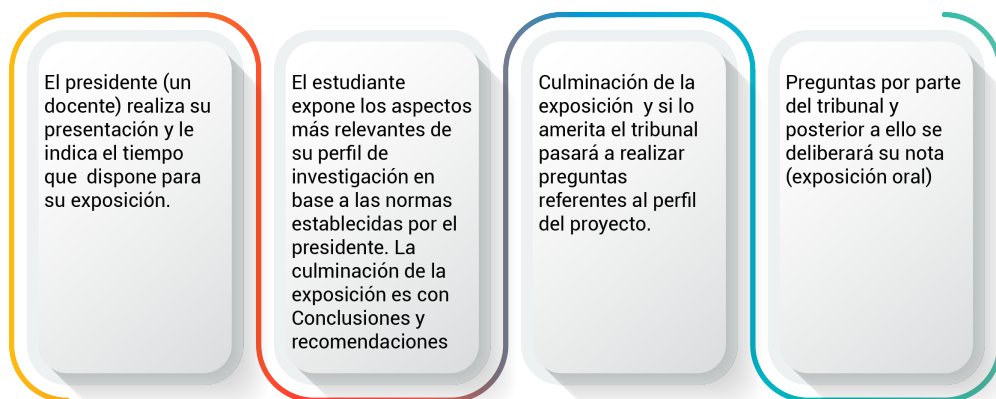 El presidente (un
docente) realiza su
presentación y le
indica el tiempo
que  dispone para
su exposición.
El estudiante
expone los aspectos
más relevantes de
su perfil de
investigación en
base a las normas
establecidas por el
presidente. La
culminación de la
exposición es con
Conclusiones y
recomendaciones
Culminación de la
exposición  y si lo
amerita el tribunal
pasará a realizar
preguntas
referentes al perfil
del proyecto.
Preguntas por parte
del tribunal y
posterior a ello se
deliberará su nota
(exposición oral)